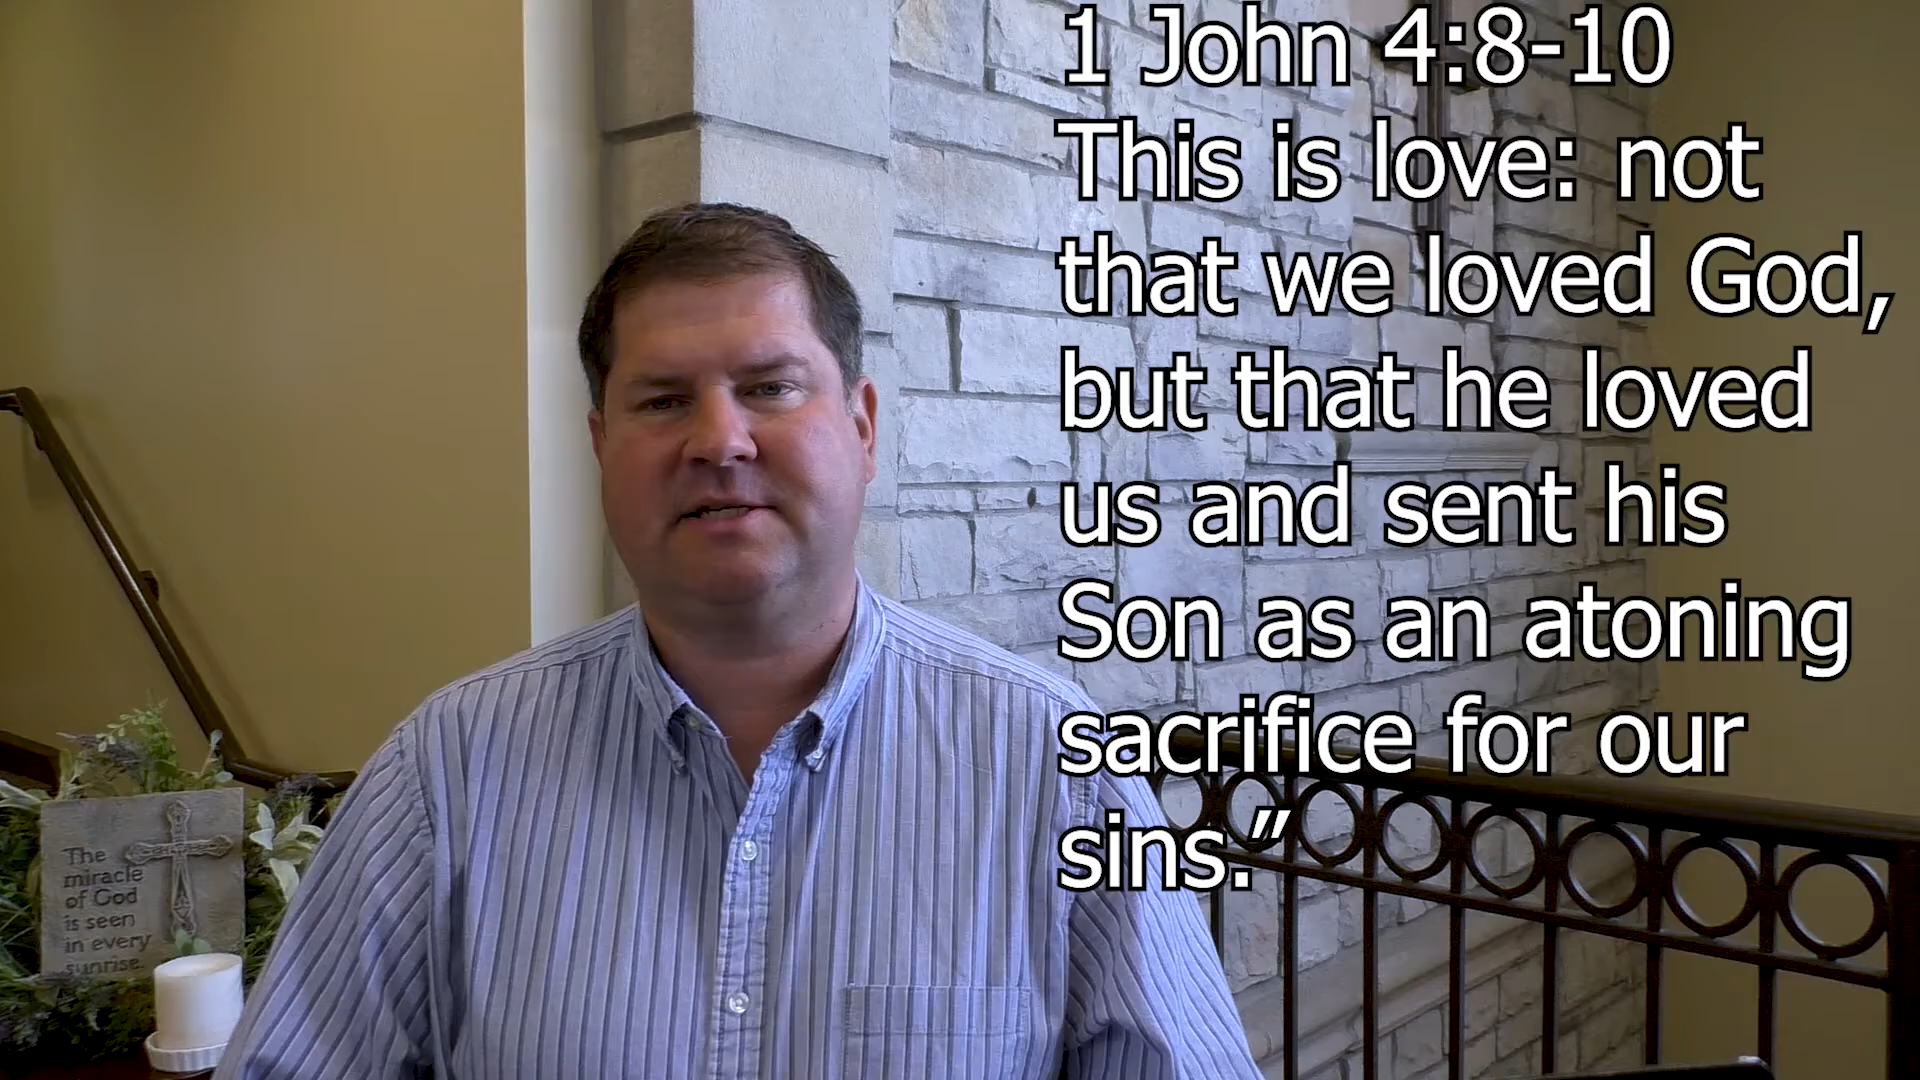 1 John 4:8-10
This is love: not
that we loved God,
but that he loved
us and sent his
Son as an atoning
sacrifice for our
sins.”
The
miracle
of God
is seen
in every
sunrise.